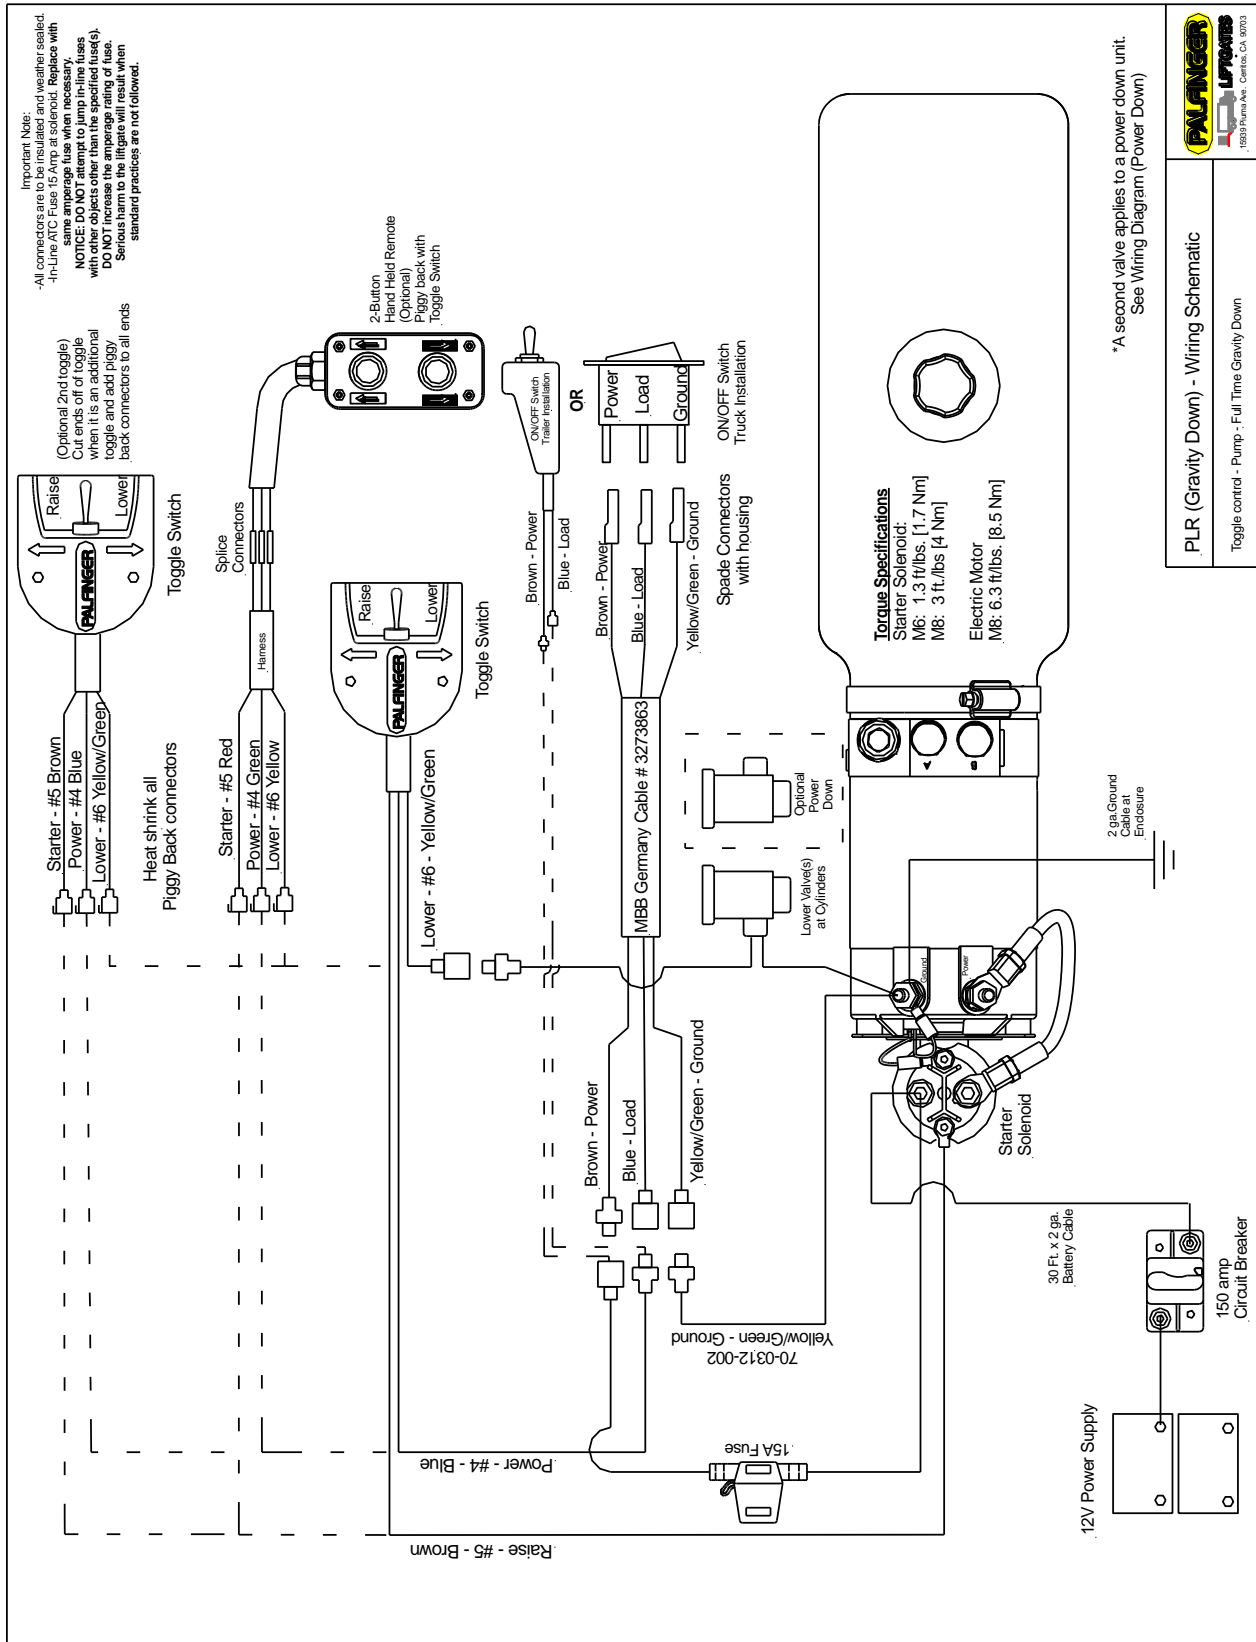 Important Note:
-All connectors are to be insulated and weather sealed.
-In-Line ATC Fuse 15 Amp at solenoid. Replace with
same amperage fuse when necessary.
NOTICE: DO NOT attempt to jump in-line fuses
with other objects other than the specified fuse(s).
DO NOT increase the amperage rating of fuse.
Serious harm to the liftgate will result when
standard practices are not followed.
(Optional 2nd toggle)
Cut ends off of toggle
when it is an additional
toggle and add piggy
back connectors to all ends
Raise
Lower
PALFINGER
Toggle Switch
Starter - #5 Brown
Power - #4 Blue
Lower - #6 Yellow/Green
Heat shrink all
Piggy Back connectors
2-Button
Hand Held Remote
(Optional)
Piggy back with
Toggle Switch
Splice
Connectors
Harness
Starter - #5 Red
Power - #4 Green
Lower - #6 Yellow
Raise
Lower
PALFINGER
Toggle Switch
Lower - #6 - Yellow/Green
ON/OFF Switch
Trailer Installation
OR
Brown - Power
Blue - Load
Power
Load
Ground
ON/OFF Switch
Truck Installation
Spade Connectors
with housing
Brown - Power
Blue - Load
Yellow/Green - Ground
MBB Germany Cable # 3273863
Optional
Power
Down
Lower Valve(s)
at Cylinders
Brown - Power
Blue - Load
Yellow/Green - Ground
Yellow/Green - Ground
70-0312-002
Power - #4 - Blue
Raise - #5 - Brown
15A Fuse
Torque Specifications
Starter Solenoid:
M6: 1.3 ft/lbs. [1.7 Nm]
M8: 3 ft./lbs [4 Nm]
Electric Motor
M8: 6.3 ft/lbs. [8.5 Nm]
A
B
Ground
Power
2 ga.Ground
Cable at
Enclosure
Starter
Solenoid
30 Ft. x 2 ga.
Battery Cable
150 amp
Circuit Breaker
12V Power Supply
*A second valve applies to a power down unit.
See Wiring Diagram (Power Down)
PLR (Gravity Down) - Wiring Schematic
Toggle control - Pump - Full Time Gravity Down
PALFINGER
LIFTGATES
15939 Piuma Ave. Cerritos, CA 90703